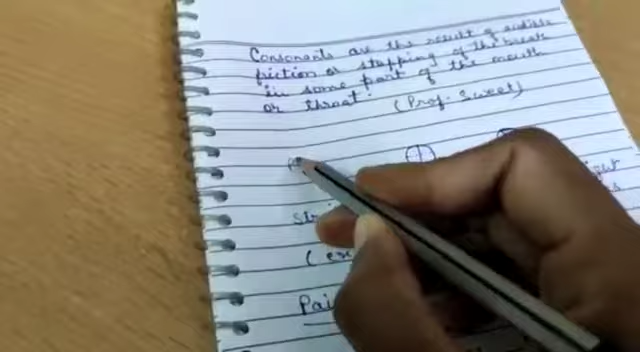 Consonants are the result of audible
friction or stopping of the breath
in some part of the mouth
or throat.
(Prof. Sweet)